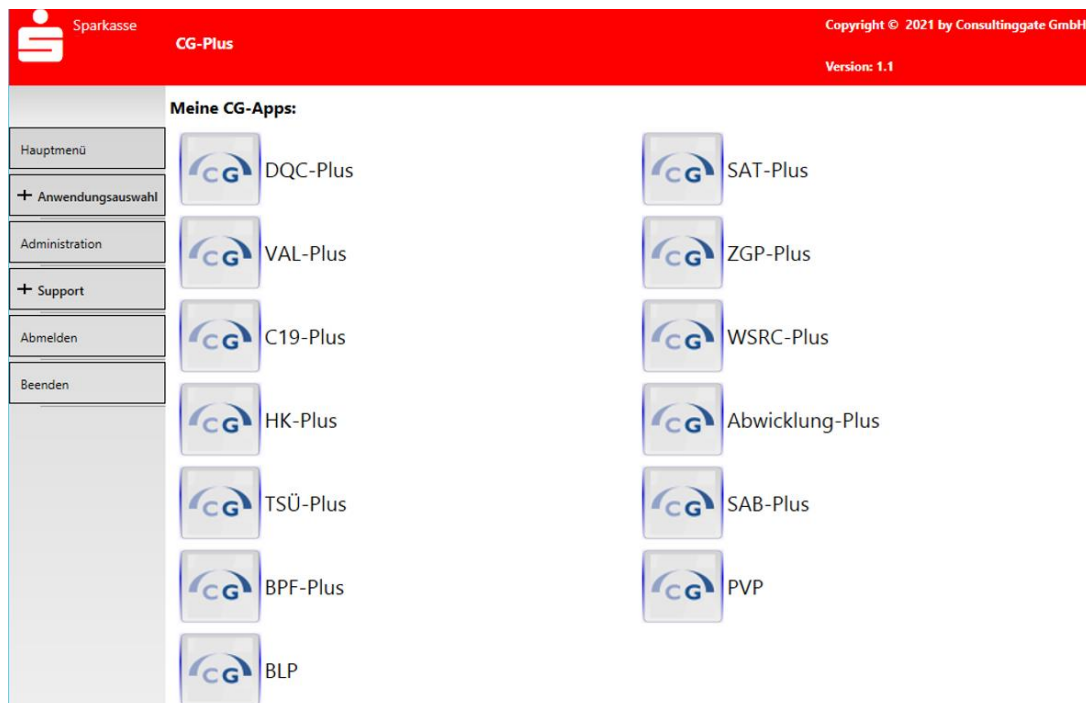 Sparkasse
CG-Plus
Copyright © 2021 by Consultinggate GmbH
Version: 1.1
Hauptmenü
+ Anwendungsauswahl
Administration
+ Support
Abmelden
Beenden
Meine CG-Apps:
CG DQC-Plus
CG SAT-Plus
CG VAL-Plus
CG ZGP-Plus
CG C19-Plus
CG WSRC-Plus
CG HK-Plus
CG Abwicklung-Plus
CG TSÜ-Plus
CG SAB-Plus
CG BPF-Plus
CG PVP
CG BLP